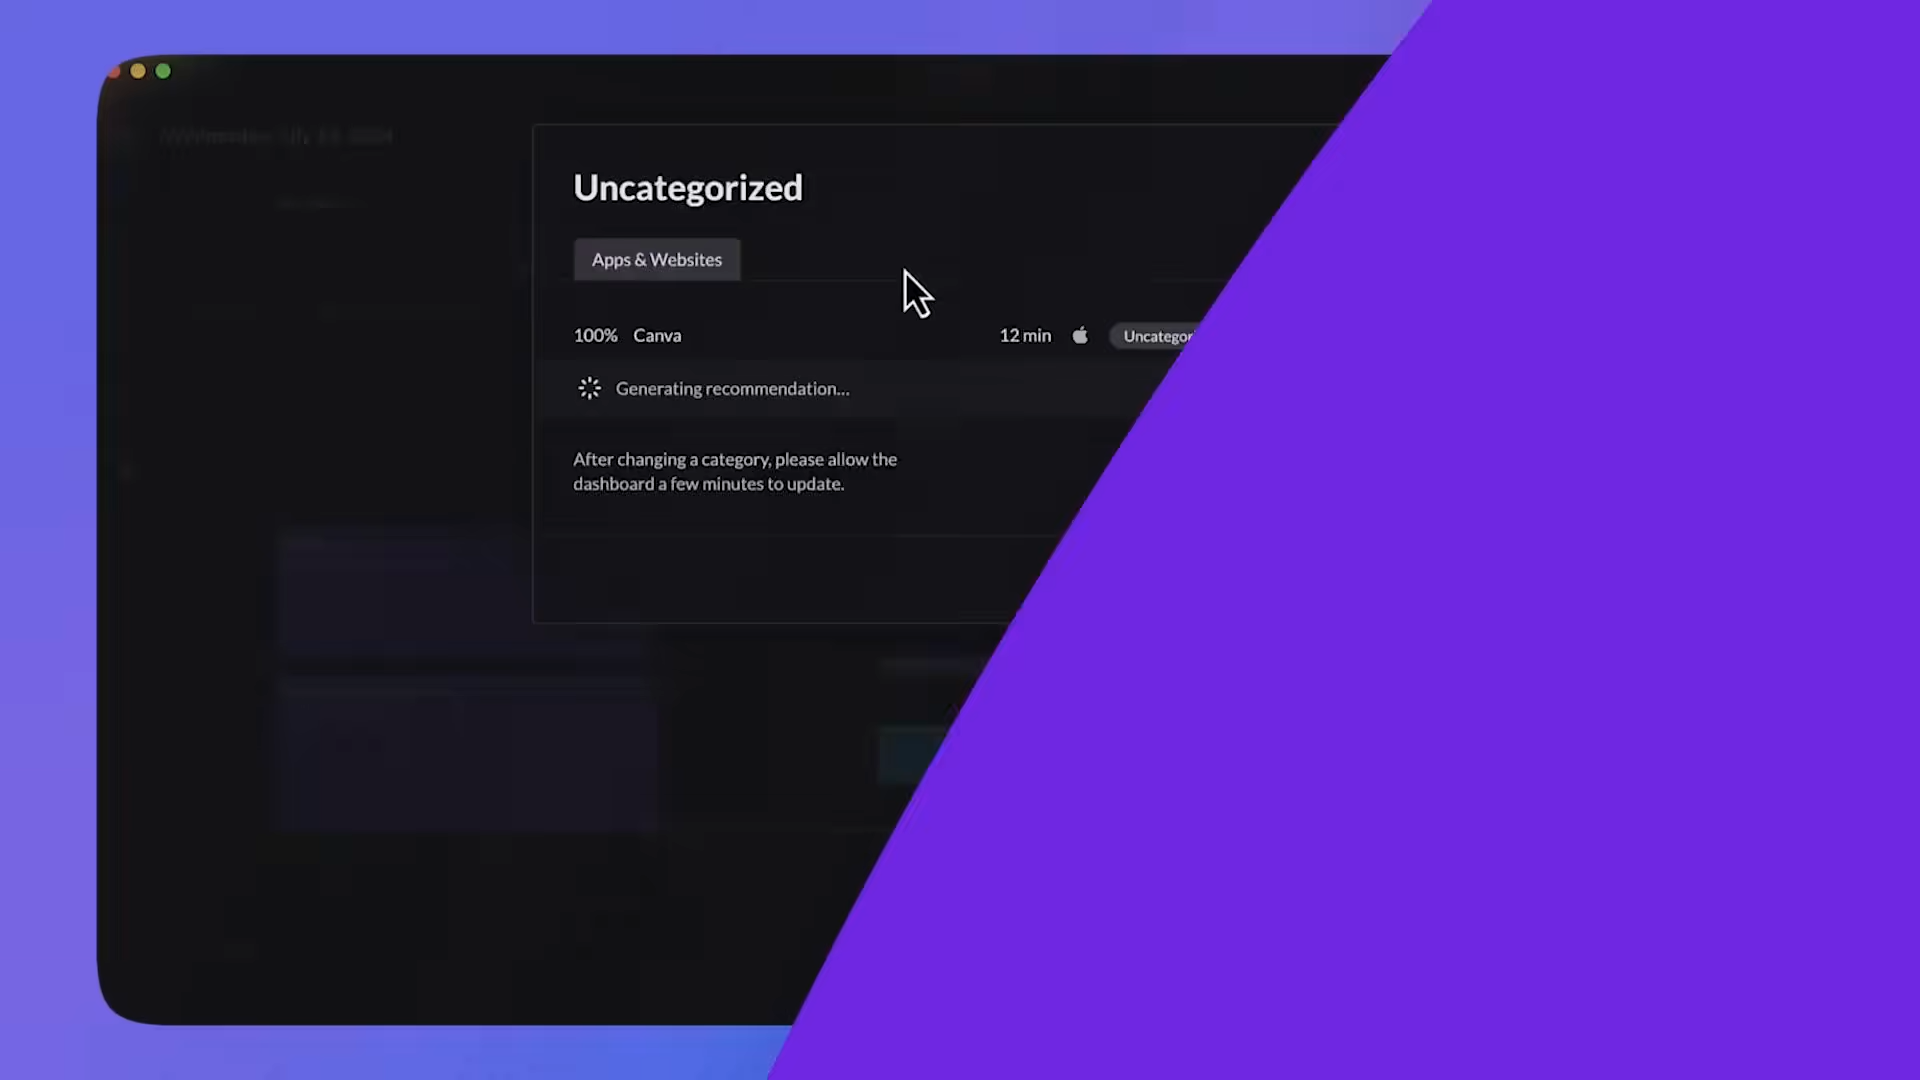 Uncategorized
Apps & Websites
100% Canva 12 min Uncategor
Generating recommendation...
After changing a category, please allow the
dashboard a few minutes to update.